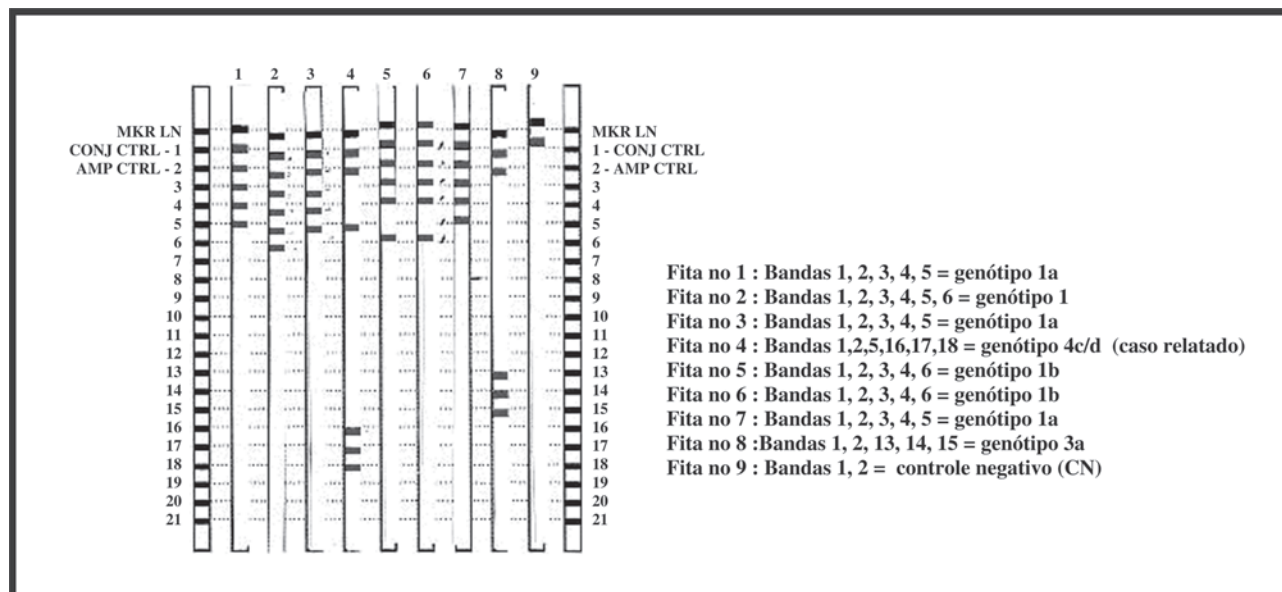 1 2 3 4 5 6 7 8 9
MKR LN
CONJ CTRL - 1
AMP CTRL - 2
3
4
5
6
7
8
9
10
11
12
13
14
15
16
17
18
19
20
21
MKR LN
1 - CONJ CTRL
2 - AMP CTRL
3
4
5
6
7
8
9
10
11
12
13
14
15
16
17
18
19
20
21
Fita no 1 : Bandas 1, 2, 3, 4, 5 = genótipo 1a
Fita no 2 : Bandas 1, 2, 3, 4, 5, 6 = genótipo 1
Fita no 3 : Bandas 1, 2, 3, 4, 5 = genótipo 1a
Fita no 4 : Bandas 1,2,5,16,17,18 = genótipo 4c/d (caso relatado)
Fita no 5 : Bandas 1, 2, 3, 4, 6 = genótipo 1b
Fita no 6 : Bandas 1, 2, 3, 4, 6 = genótipo 1b
Fita no 7 : Bandas 1, 2, 3, 4, 5 = genótipo 1a
Fita no 8 :Bandas 1, 2, 13, 14, 15 = genótipo 3a
Fita no 9 : Bandas 1, 2 = controle negativo (CN)